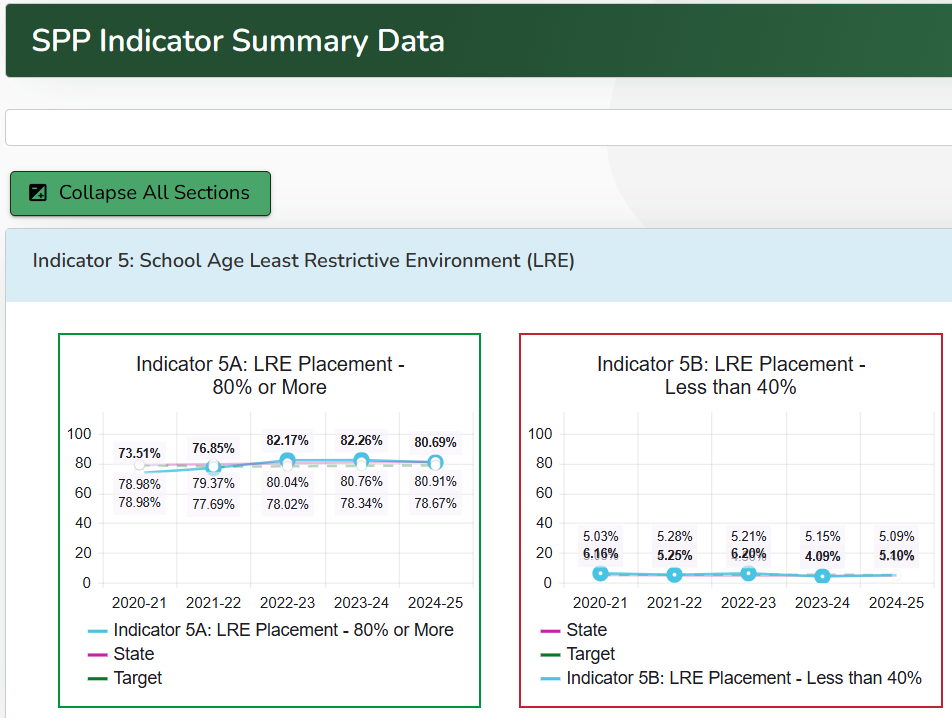 SPP Indicator Summary Data
Collapse All Sections
Indicator 5: School Age Least Restrictive Environment (LRE)
Indicator 5A: LRE Placement -
80% or More
100
80
60
40
20
0
73.51% 76.85% 82.17% 82.26% 80.69%
78.98% 79.37% 80.04% 80.76% 80.91%
78.98% 77.69% 78.02% 78.34% 78.67%
2020-21 2021-22 2022-23 2023-24 2024-25
Indicator 5A: LRE Placement - 80% or More
State
Target
Indicator 5B: LRE Placement -
Less than 40%
100
80
60
40
20
0
5.03% 5.28% 5.21% 5.15% 5.09%
6.16% 5.25% 6.20% 4.09% 5.10%
2020-21 2021-22 2022-23 2023-24 2024-25
State
Target
Indicator 5B: LRE Placement - Less than 40%